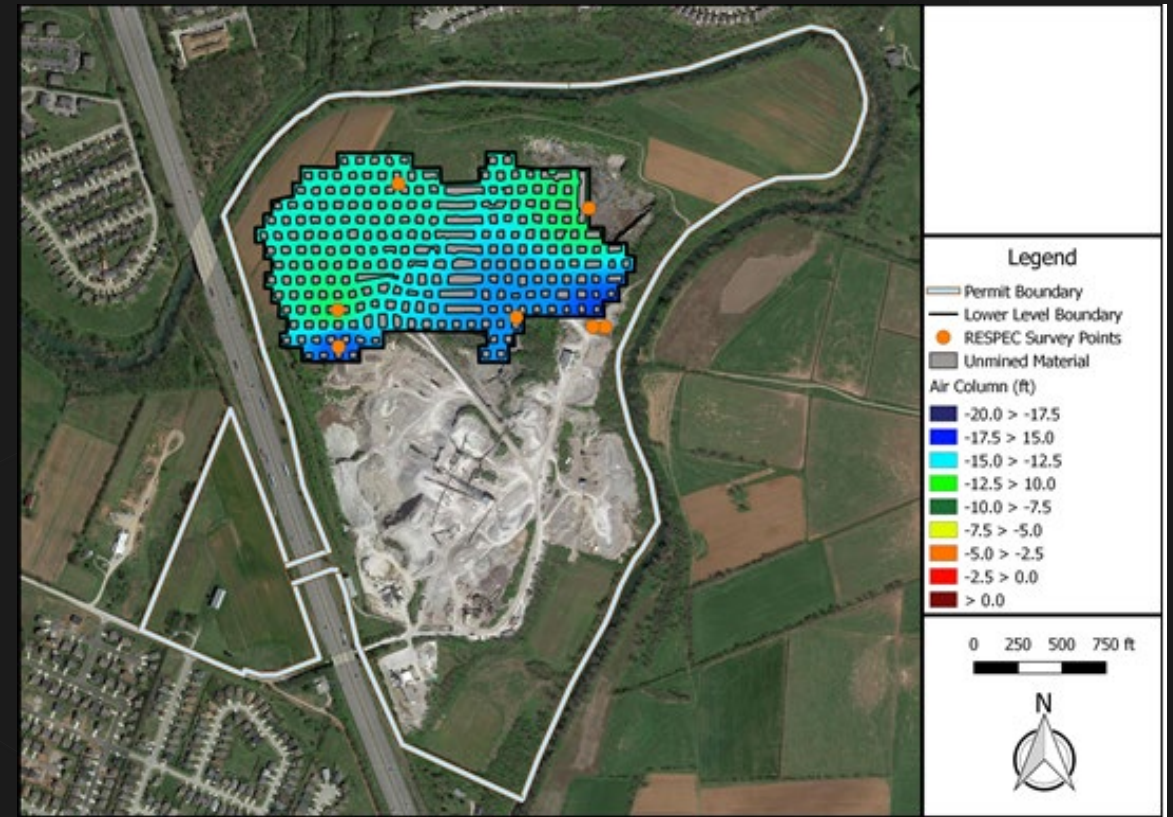 Legend
Permit Boundary
Lower Level Boundary
RESPEC Survey Points
Unmined Material
Air Column (ft)
-20.0 > -17.5
-17.5 > 15.0
-15.0 > -12.5
-12.5 > 10.0
-10.0 > -7.5
-7.5 > -5.0
-5.0 > -2.5
-2.5 > 0.0
> 0.0
0 250 500 750 ft
N